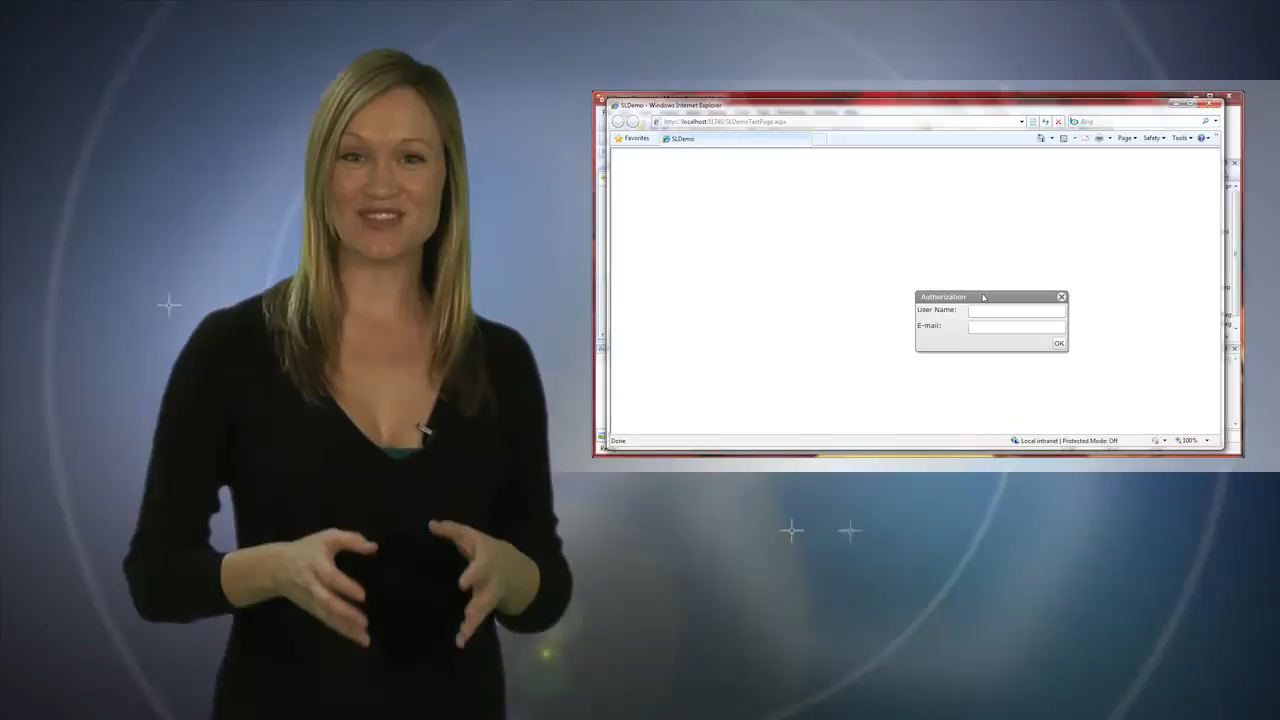 SLDemo - Windows Internet Explorer
http://localhost:51740/SLDemoTestPage.aspx
Bing
Favorites
SLDemo
Page
Safety
Tools
Authorization
User Name:
E-mail:
OK
Done
Local intranet | Protected Mode: Off
100%